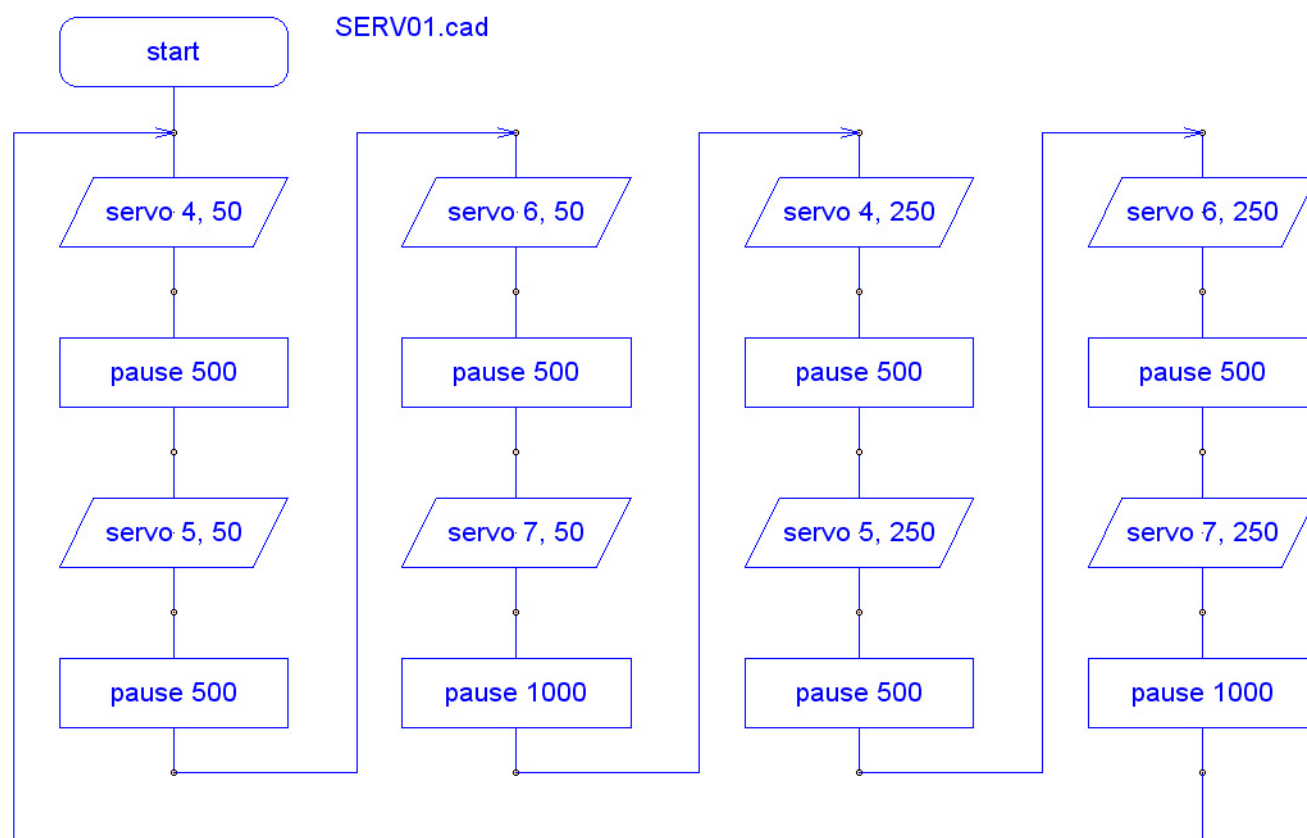 SERV01.cad
start
servo 4, 50
pause 500
servo 5, 50
pause 500
servo 6, 50
pause 500
servo 7, 50
pause 1000
servo 4, 250
pause 500
servo 5, 250
pause 500
servo 6, 250
pause 500
servo 7, 250
pause 1000